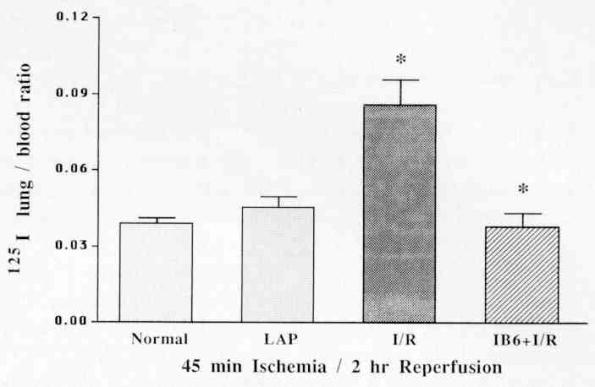 0.12
0.09
0.06
0.03
0.00
125 I lung / blood ratio
*
*
Normal LAP I/R IB6+I/R
45 min Ischemia / 2 hr Reperfusion